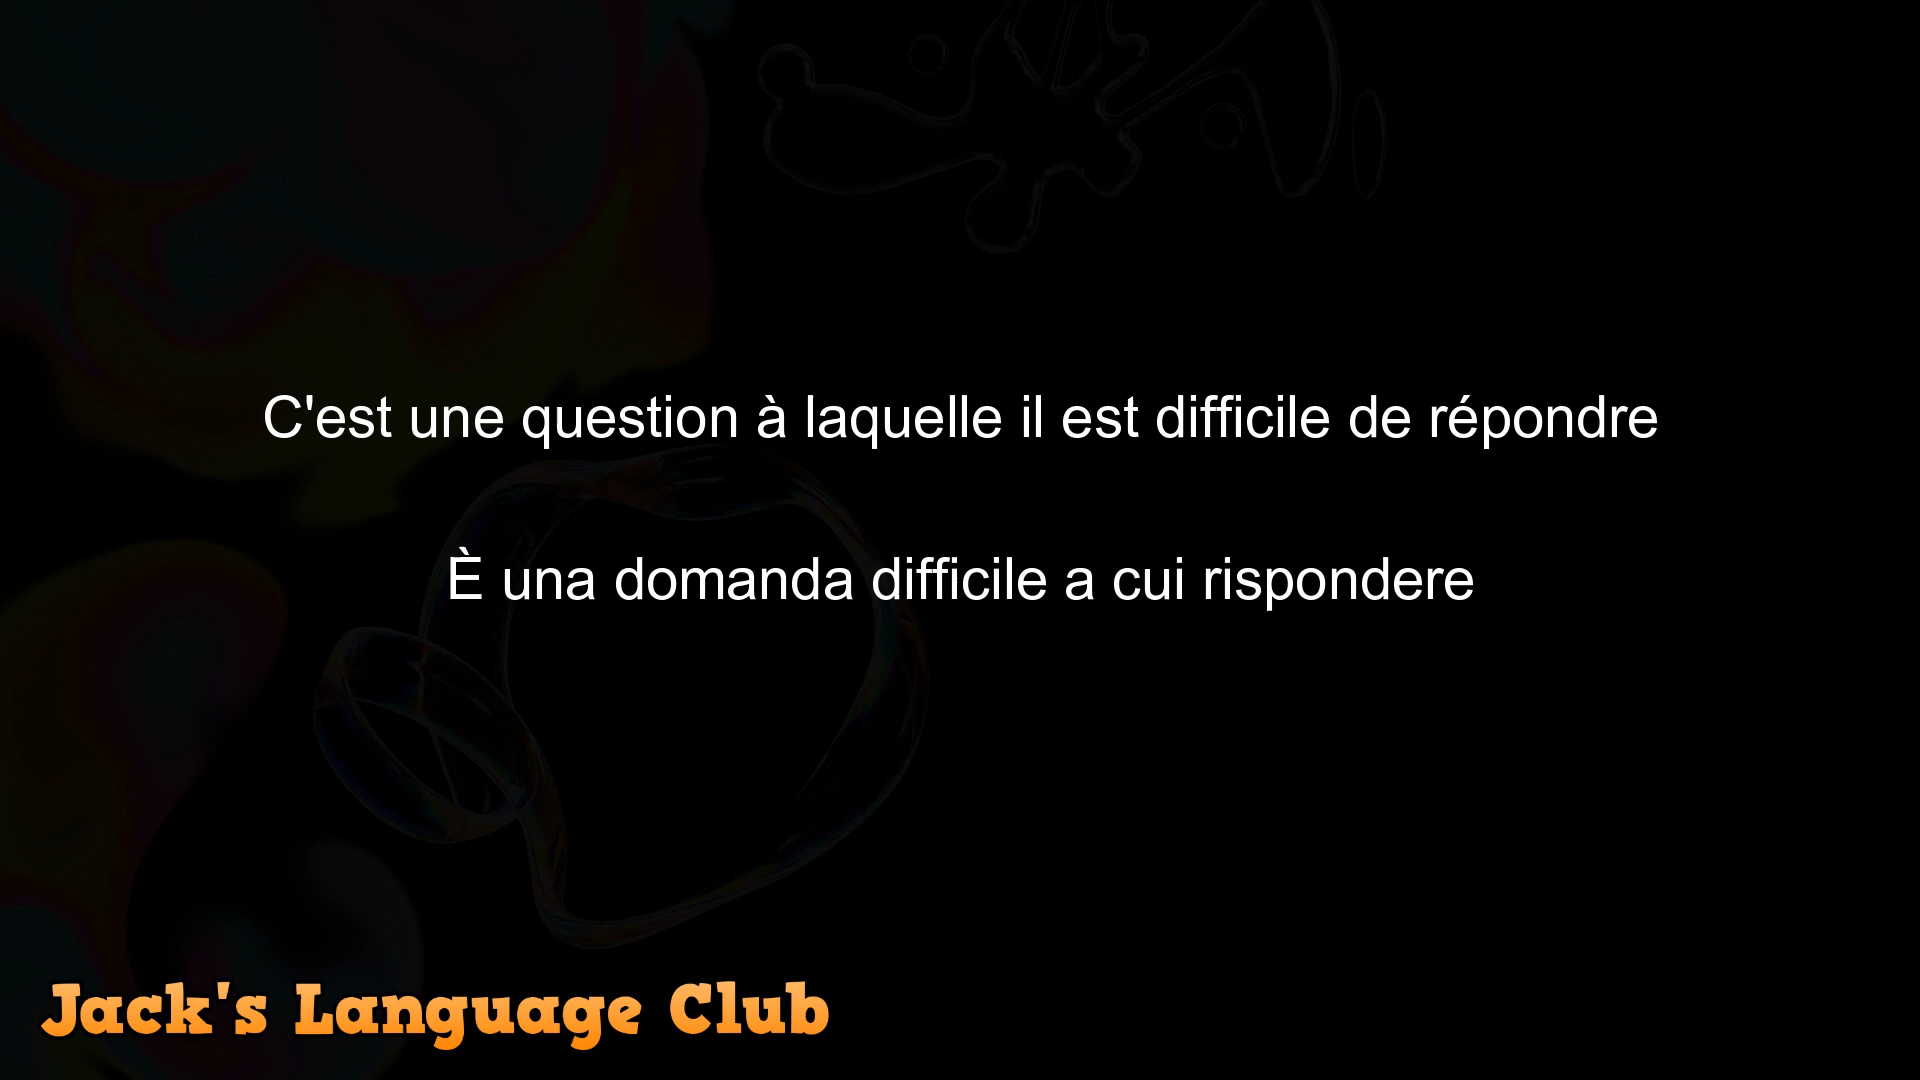 C'est une question à laquelle il est difficile de répondre
È una domanda difficile a cui rispondere
Jack's Language Club